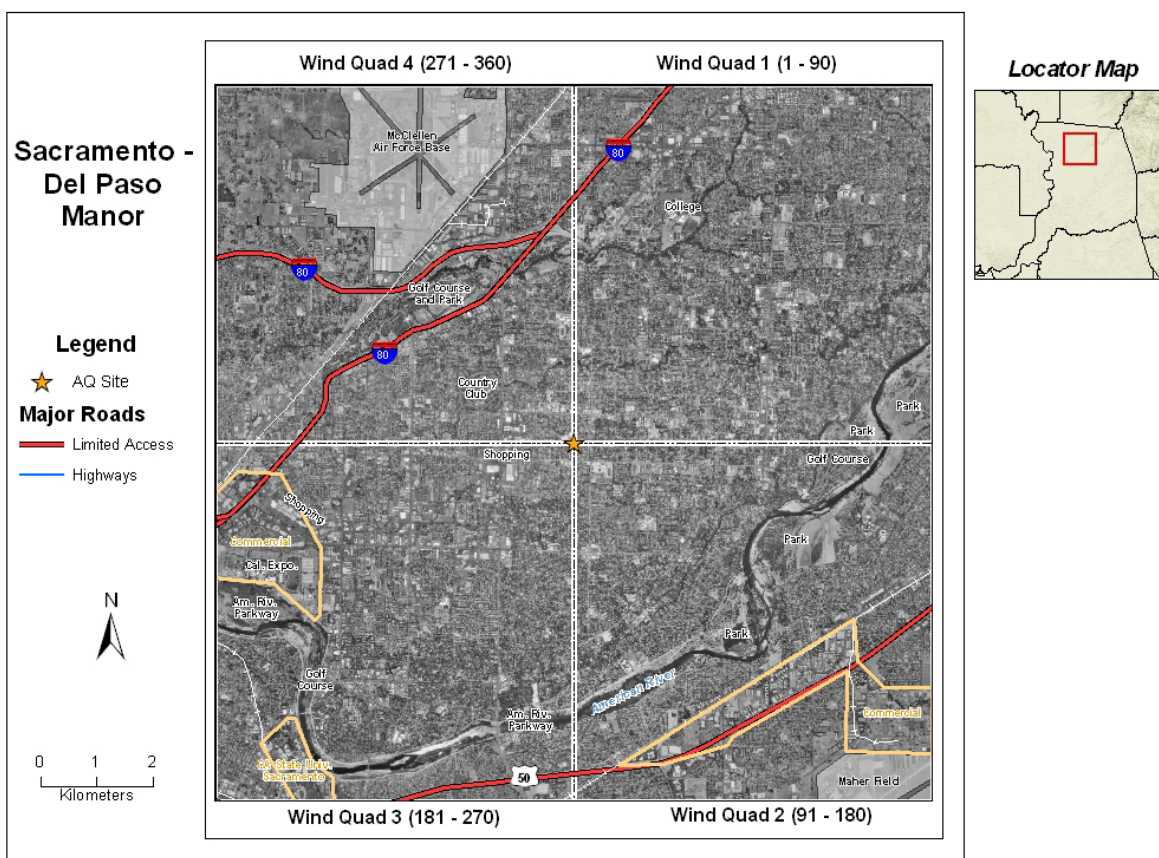 Wind Quad 4 (271 - 360)
Wind Quad 1 (1 - 90)
Locator Map
Sacramento -
Del Paso
Manor
McClellen
Air Force Base
80
College
80
Golf Course
and Park
80
Country
Club
Legend
AQ Site
Major Roads
Limited Access
Highways
Park
Park
Shopping
Golf Course
Shopping
Commercial
Cal. Expo.
Park
Am. Riv.
Parkway
N
Park
Golf
Course
American River
Am. Riv.
Parkway
Commercial
CA State Univ.
Sacramento
50
Maher Field
0 1 2
Kilometers
Wind Quad 3 (181 - 270)
Wind Quad 2 (91 - 180)